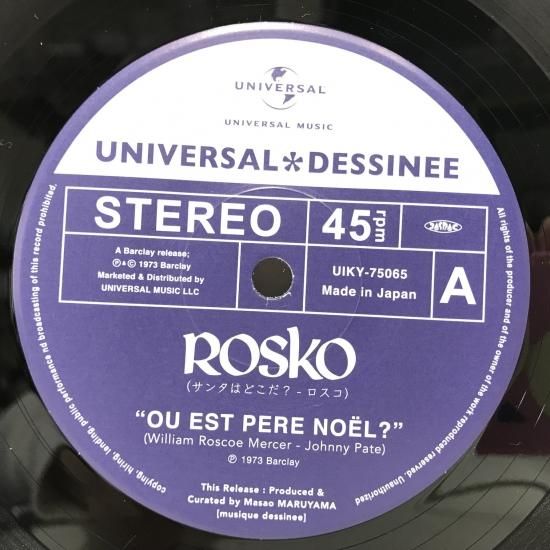 UNIVERSAL
UNIVERSAL MUSIC
UNIVERSAL*DESSINEE
STEREO
45 rpm
A Barclay release;
℗ & © 1973 Barclay
Marketed & Distributed by
UNIVERSAL MUSIC LLC
UIKY-75065
Made in Japan
A
ROSKO
(サンタはどこだ? - ロスコ)
“OU EST PERE NOËL?”
(William Roscoe Mercer - Johnny Pate)
℗ 1973 Barclay
This Release : Produced &
Curated by Masao MARUYAMA
[musique dessinee]
All rights of the producer and of the owner of the work reproduced reserved. Unauthorized
copying, hiring, lending, public performance and broadcasting of this record prohibited.